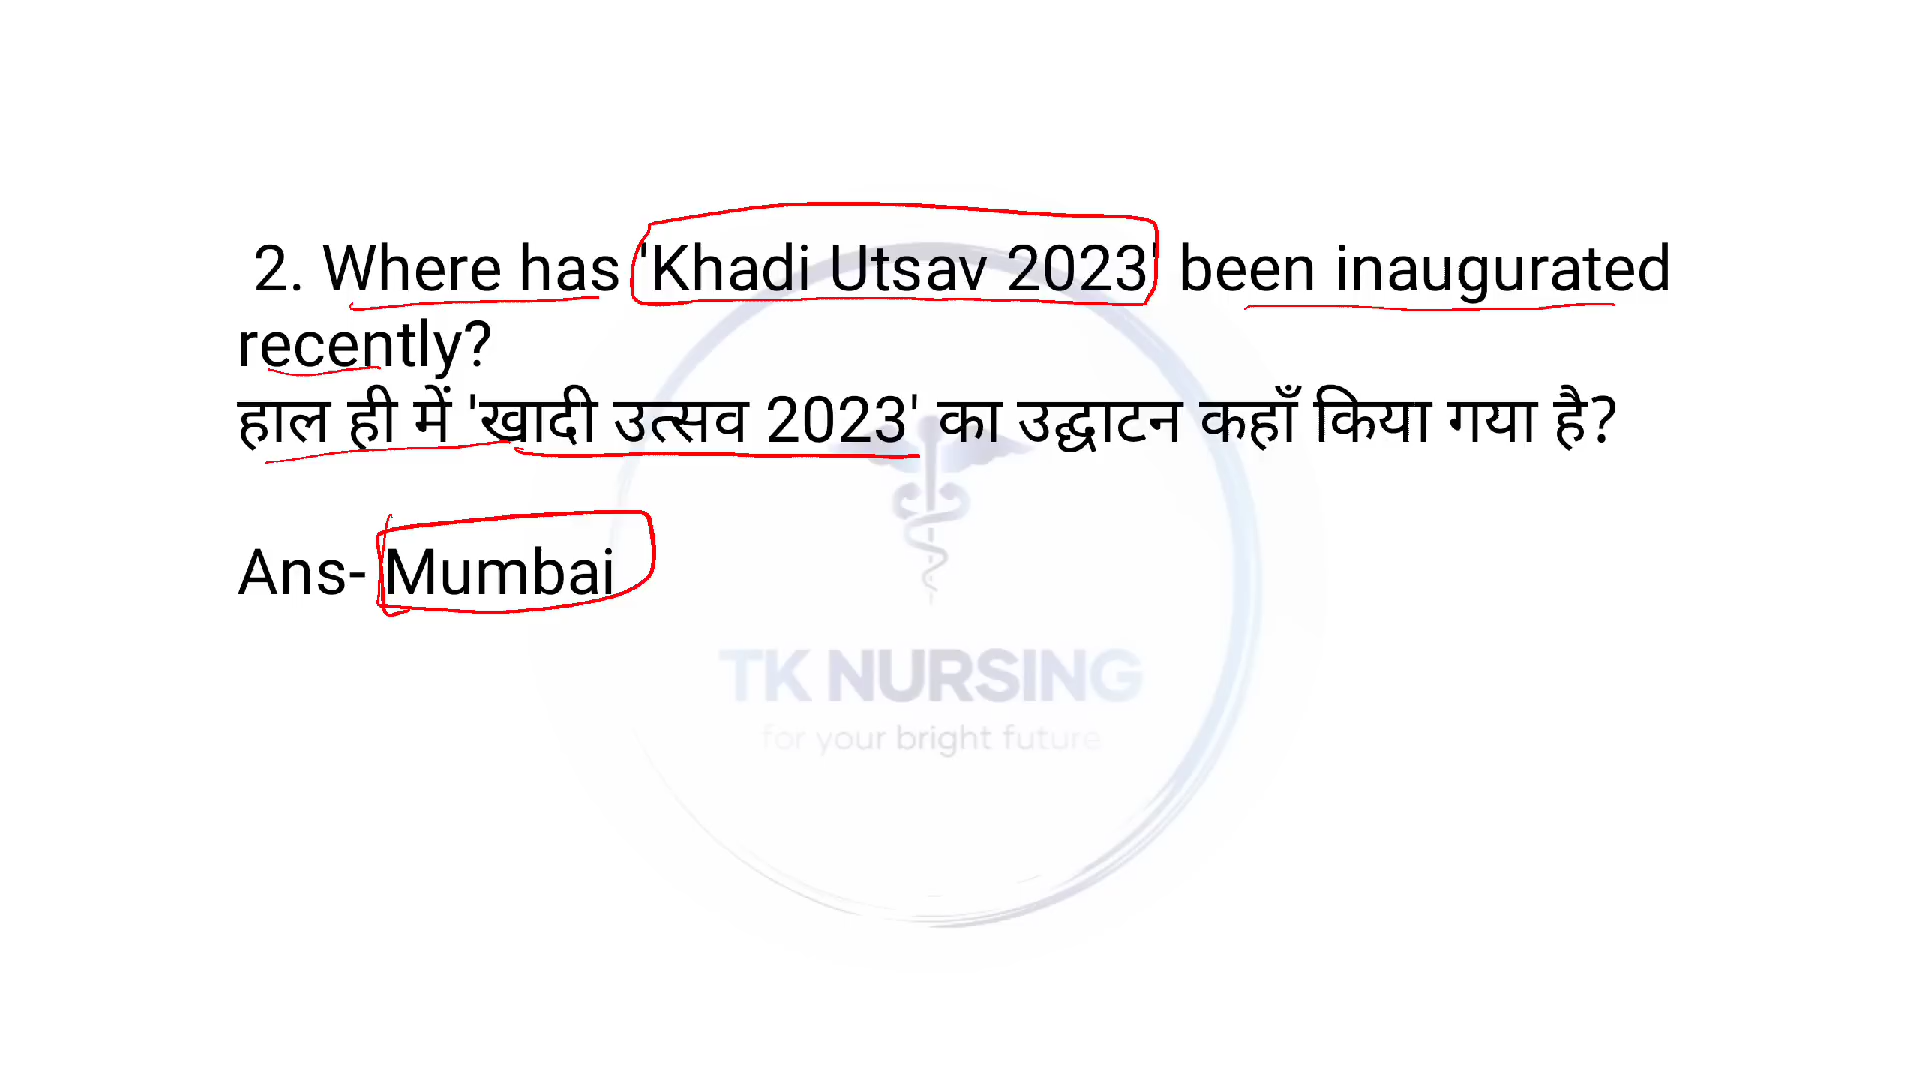 2. Where has 'Khadi Utsav 2023' been inaugurated
recently?
हाल ही में 'खादी उत्सव 2023' का उद्घाटन कहाँ किया गया है?
Ans- Mumbai
TK NURSING
for your bright future